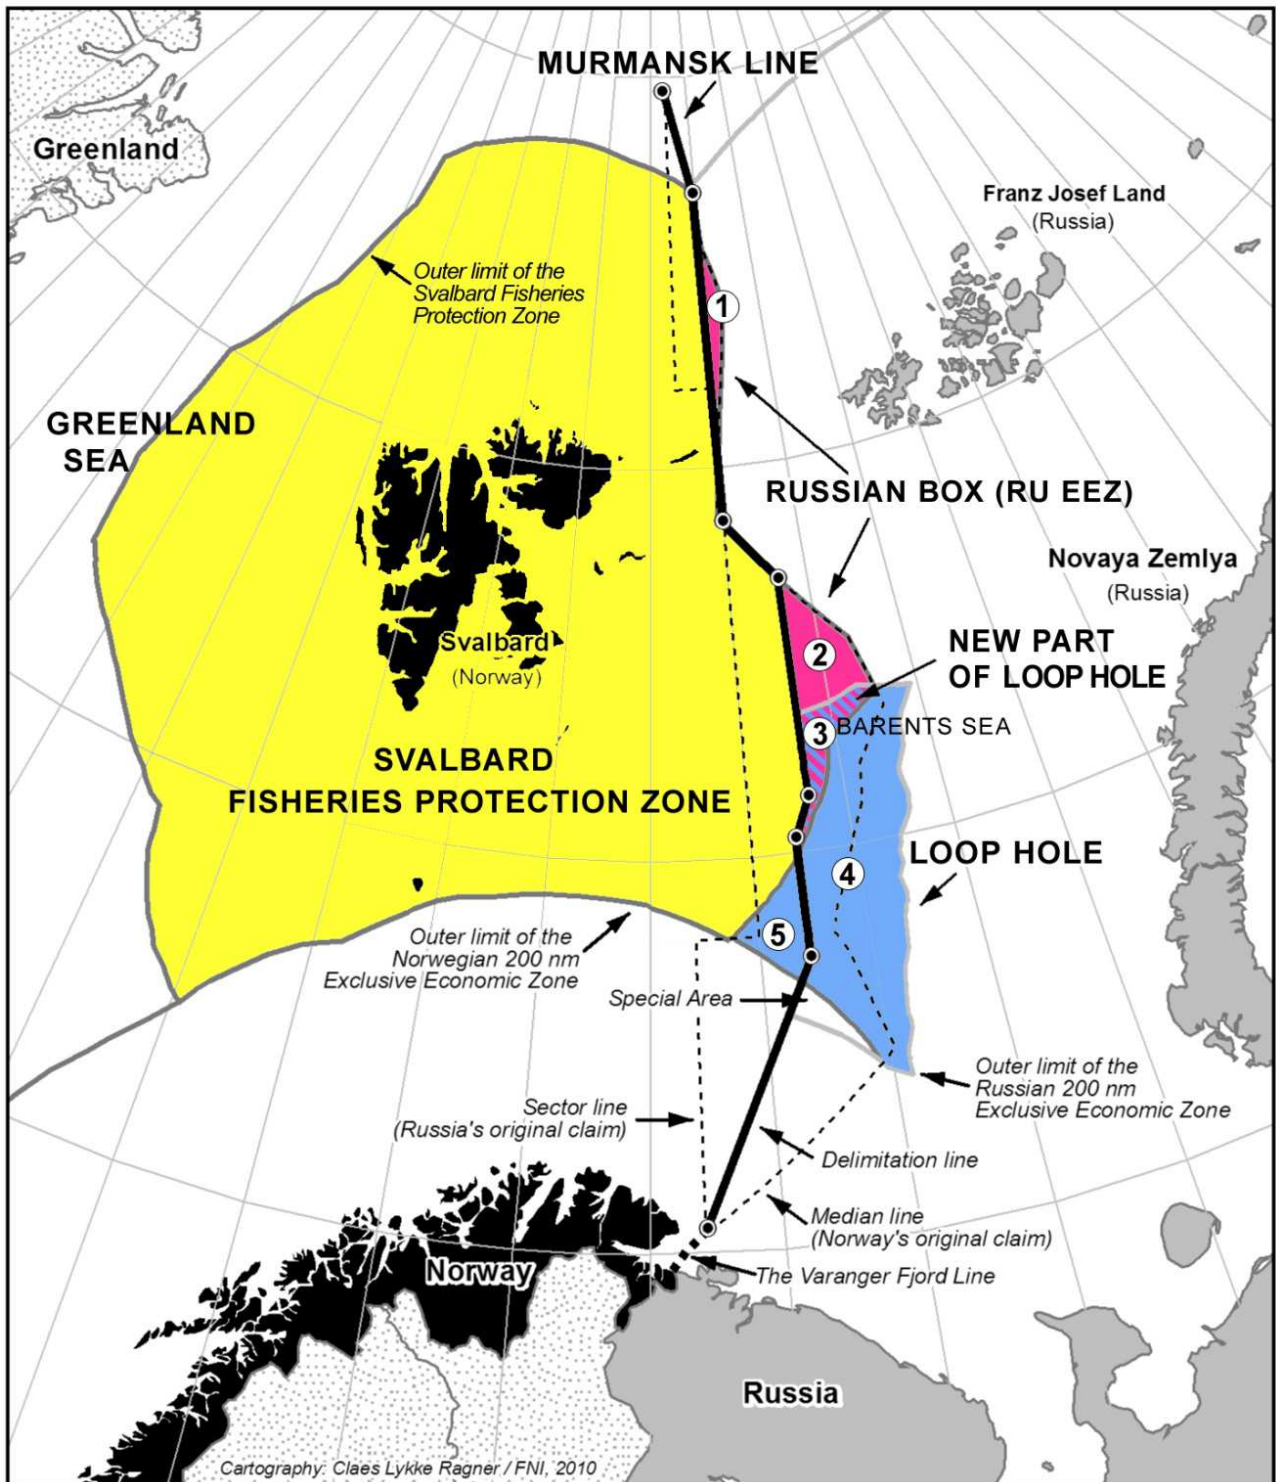 MURMANSK LINE
Greenland
Franz Josef Land
(Russia)
Outer limit of the
Svalbard Fisheries
Protection Zone
1
GREENLAND
SEA
RUSSIAN BOX (RU EEZ)
Novaya Zemlya
(Russia)
Svalbard
(Norway)
2
NEW PART
OF LOOP HOLE
3
BARENTS SEA
SVALBARD
FISHERIES PROTECTION ZONE
LOOP HOLE
4
5
Outer limit of the
Norwegian 200 nm
Exclusive Economic Zone
Special Area
Outer limit of the
Russian 200 nm
Exclusive Economic Zone
Sector line
(Russia's original claim)
Delimitation line
Median line
(Norway's original claim)
Norway
The Varanger Fjord Line
Russia
Cartography: Claes Lykke Ragner / FNI, 2010